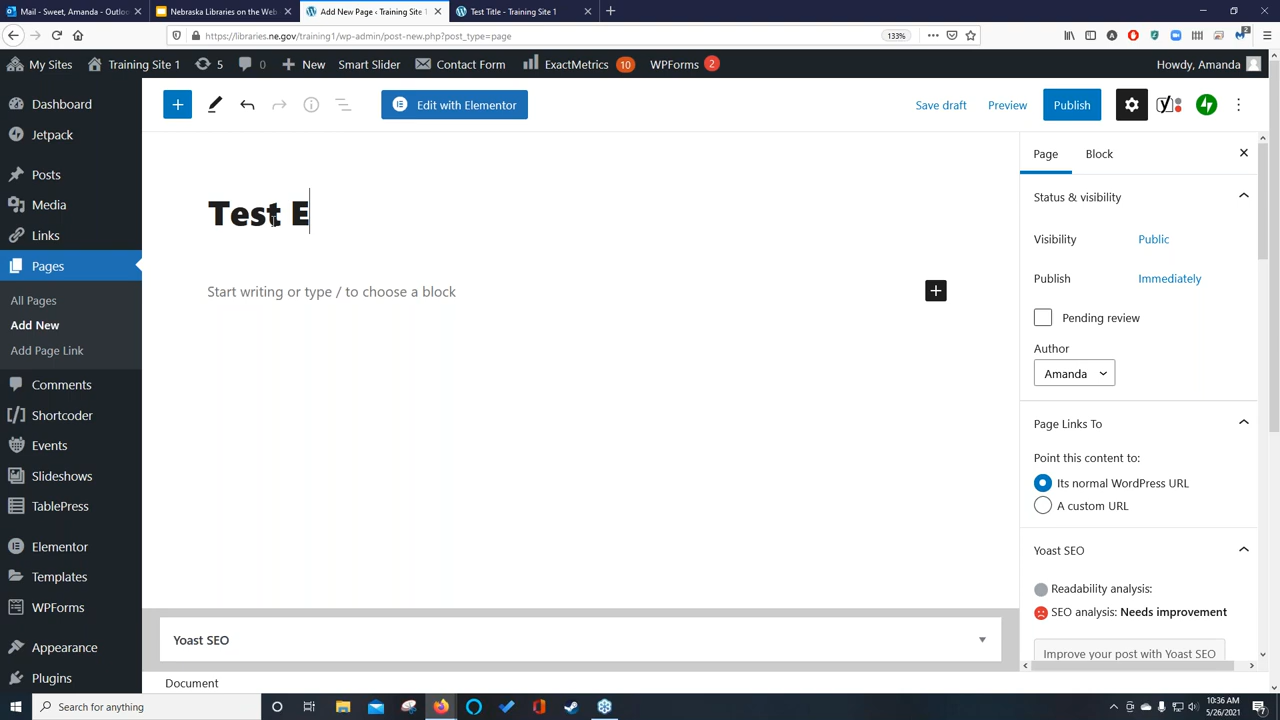 Mail - Sweet, Amanda - Outlo
Nebraska Libraries on the Web
Add New Page ‹ Training Site 1
Test Title - Training Site 1
https://libraries.ne.gov/training1/wp-admin/post-new.php?post_type=page
133%
My Sites
Training Site 1
5
0
New
Smart Slider
Contact Form
ExactMetrics
10
WPForms
2
Howdy, Amanda
Dashboard
Jetpack
Posts
Media
Links
Pages
All Pages
Add New
Add Page Link
Comments
Shortcoder
Events
Slideshows
TablePress
Elementor
Templates
WPForms
Appearance
Plugins
Edit with Elementor
Save draft
Preview
Publish
Test E
Start writing or type / to choose a block
Yoast SEO
Document
Page
Block
Status & visibility
Visibility
Public
Publish
Immediately
Pending review
Author
Amanda
Page Links To
Point this content to:
Its normal WordPress URL
A custom URL
Yoast SEO
Readability analysis:
SEO analysis: Needs improvement
Improve your post with Yoast SEO
Search for anything
10:36 AM
5/26/2021